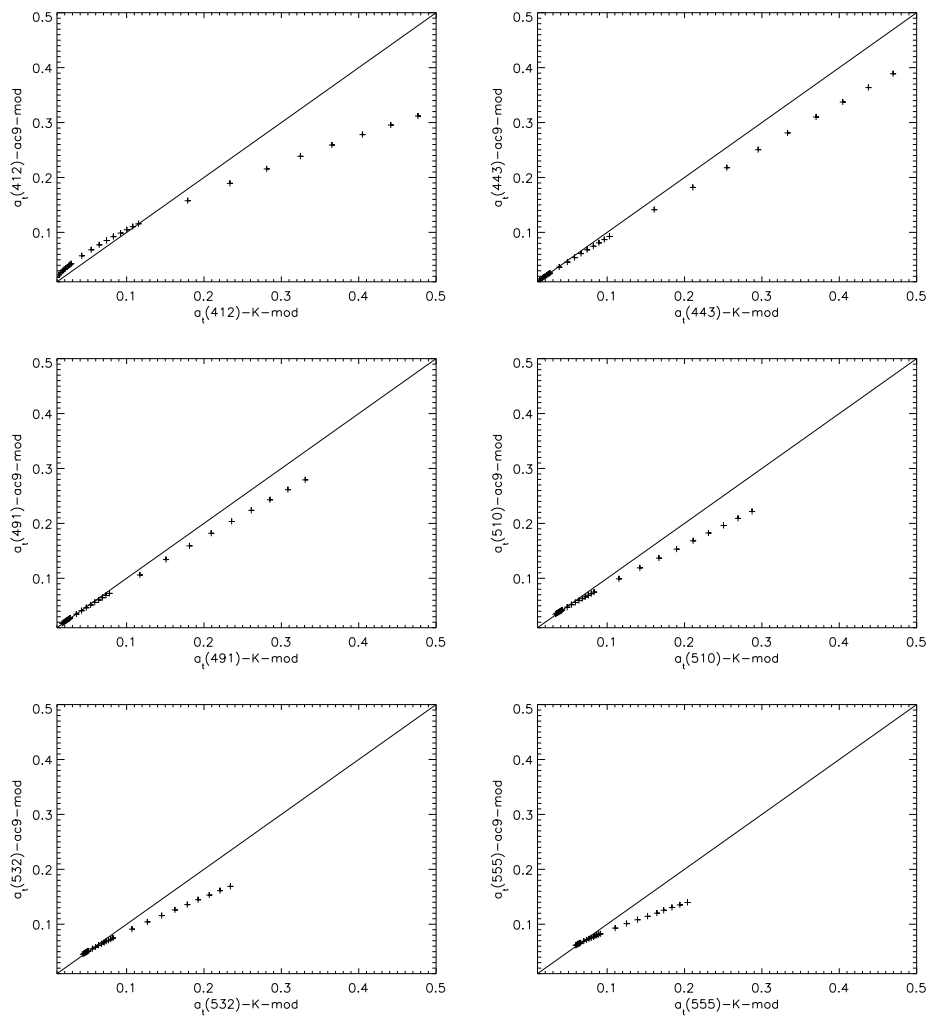 0.5 0.5
0.4 0.4
0.3 0.3
0.2 0.2
0.1 0.1
a_t(412)-ac9-mod a_t(443)-ac9-mod
0.1 0.2 0.3 0.4 0.5 0.1 0.2 0.3 0.4 0.5
a_t(412)-K-mod a_t(443)-K-mod
0.5 0.5
0.4 0.4
0.3 0.3
0.2 0.2
0.1 0.1
a_t(491)-ac9-mod a_t(510)-ac9-mod
0.1 0.2 0.3 0.4 0.5 0.1 0.2 0.3 0.4 0.5
a_t(491)-K-mod a_t(510)-K-mod
0.5 0.5
0.4 0.4
0.3 0.3
0.2 0.2
0.1 0.1
a_t(532)-ac9-mod a_t(555)-ac9-mod
0.1 0.2 0.3 0.4 0.5 0.1 0.2 0.3 0.4 0.5
a_t(532)-K-mod a_t(555)-K-mod